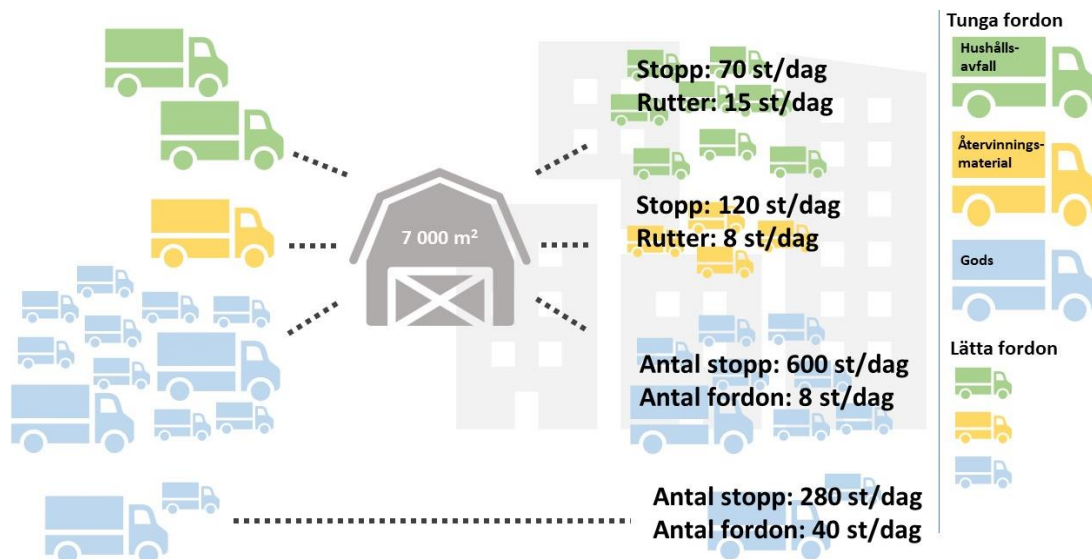 Stopp: 70 st/dag
Rutter: 15 st/dag
Stopp: 120 st/dag
Rutter: 8 st/dag
7 000 m²
Antal stopp: 600 st/dag
Antal fordon: 8 st/dag
Antal stopp: 280 st/dag
Antal fordon: 40 st/dag
Tunga fordon
Hushålls-
avfall
Återvinnings-
material
Gods
Lätta fordon